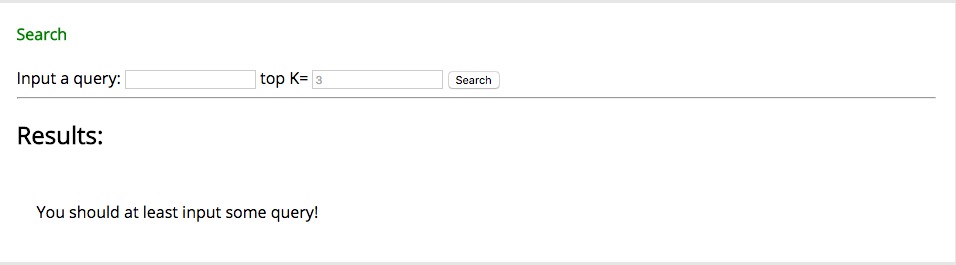 Search
Input a query: top K= 3 Search
Results:
You should at least input some query!